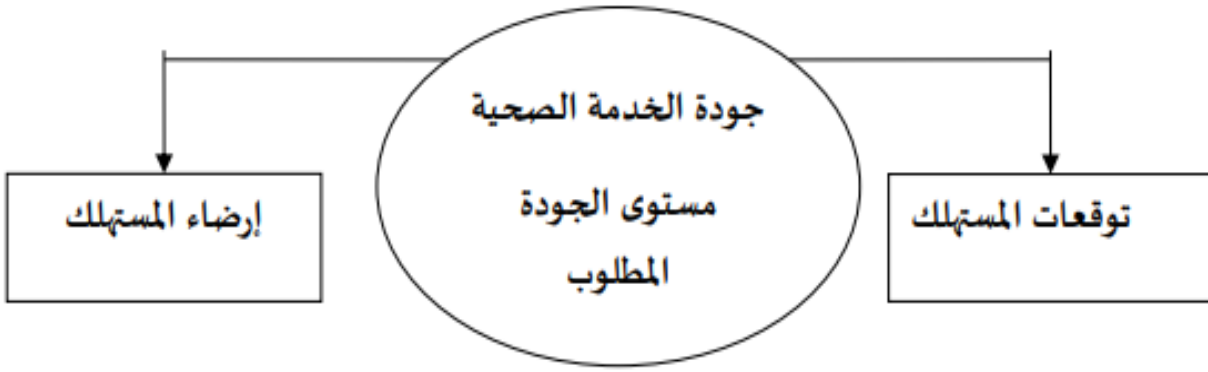 جودة الخدمة الصحية
مستوى الجودة
المطلوب
توقعات المستهلك
إرضاء المستهلك